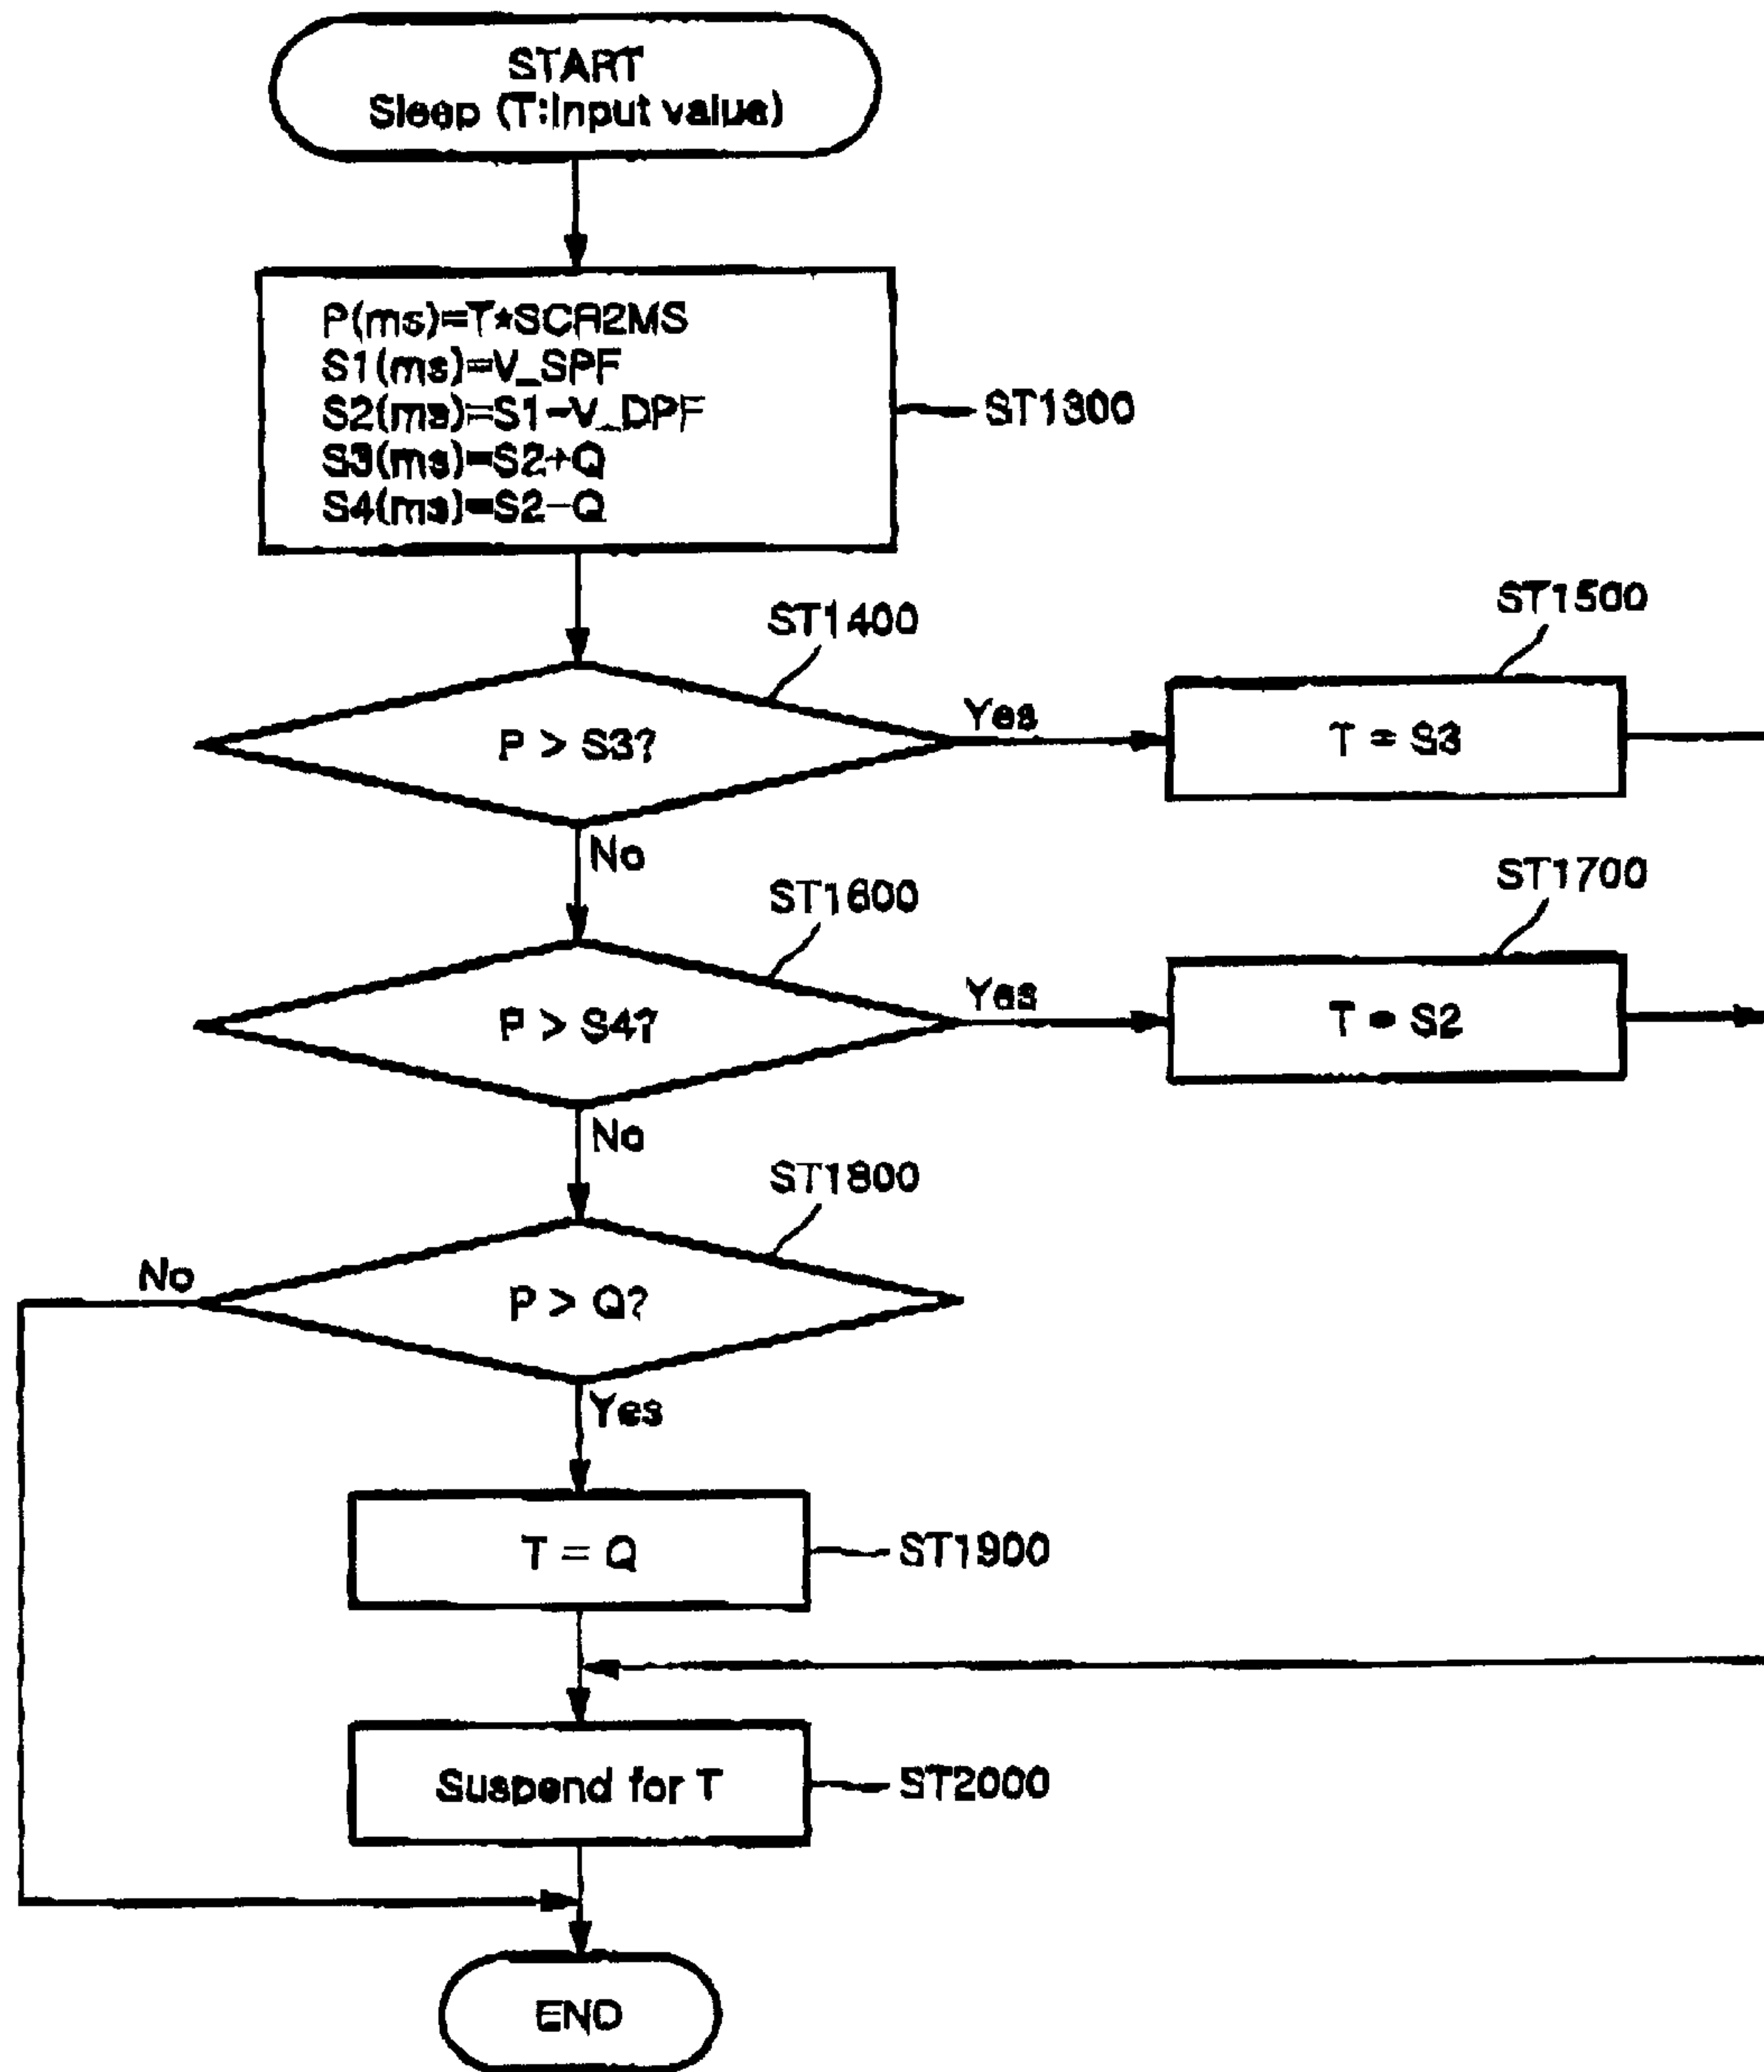 START
Sleep (T:Input value)
P(ms)=T*SCR2MS
S1(ms)=V_SPF
S2(ms)=S1-V_DPF
S3(ms)=S2+Q
S4(ms)=S2-Q
ST1300
ST1400
P > S3?
Yes
ST1500
T = S3
No
ST1600
P > S4?
Yes
ST1700
T = S2
No
ST1800
No
P > Q?
Yes
T = Q
ST1900
Suspend for T
ST2000
END